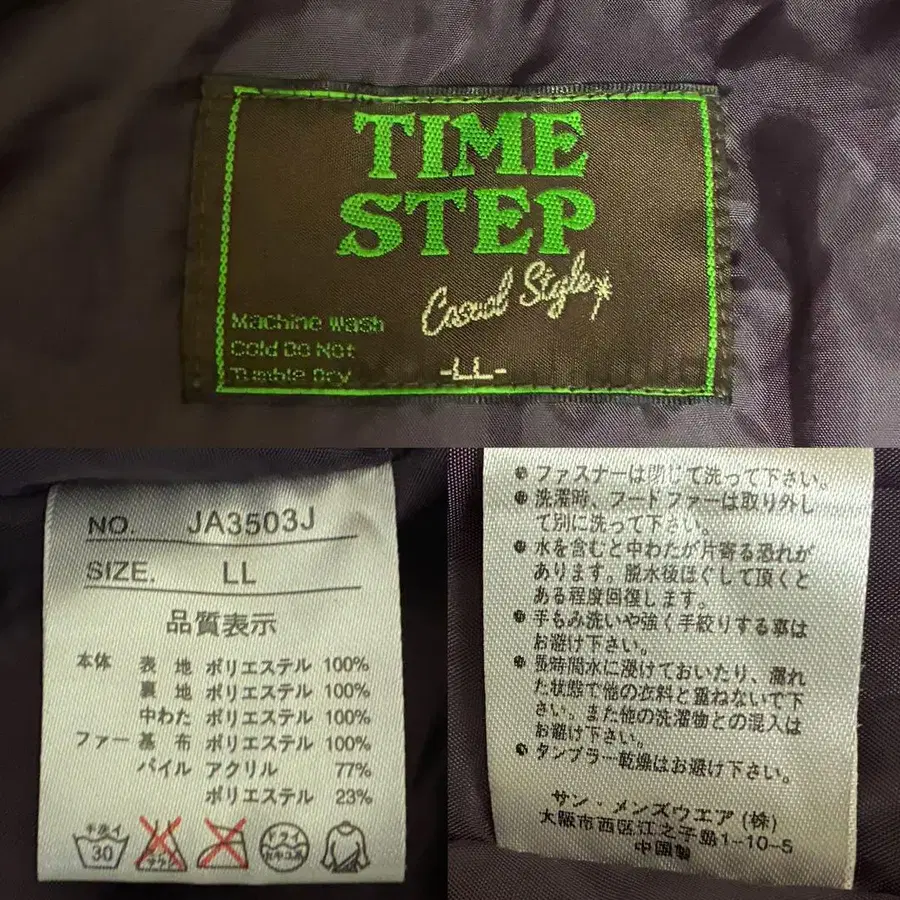 TIME
STEP
Casual Style
Machine Wash
Cold Do Not
Tumble Dry
-LL-
NO. JA3503J
SIZE. LL
品質表示
本体 表地 ポリエステル 100%
裏地 ポリエステル 100%
中わた ポリエステル 100%
ファー 基布 ポリエステル 100%
パイル アクリル 77%
ポリエステル 23%
30
ドライ
セキユ系
● ファスナーは閉じて洗って下さい。
● 洗濯時、フードファーは取り外し
て別に洗って下さい。
● 水を含むと中わたが片寄る恐れが
あります。脱水後ほぐして頂くと
ある程度回復します。
● 手もみ洗いや強く手絞りする事は
お避け下さい。
● 長時間水に浸けておいたり、濡れ
た状態で他の衣料と重ねないで下
さい。また他の洗濯物との混入は
お避け下さい。
● タンブラー乾燥はお避け下さい。
サン・メンズウエア(株)
大阪市西区江之子島1-10-5
中国製